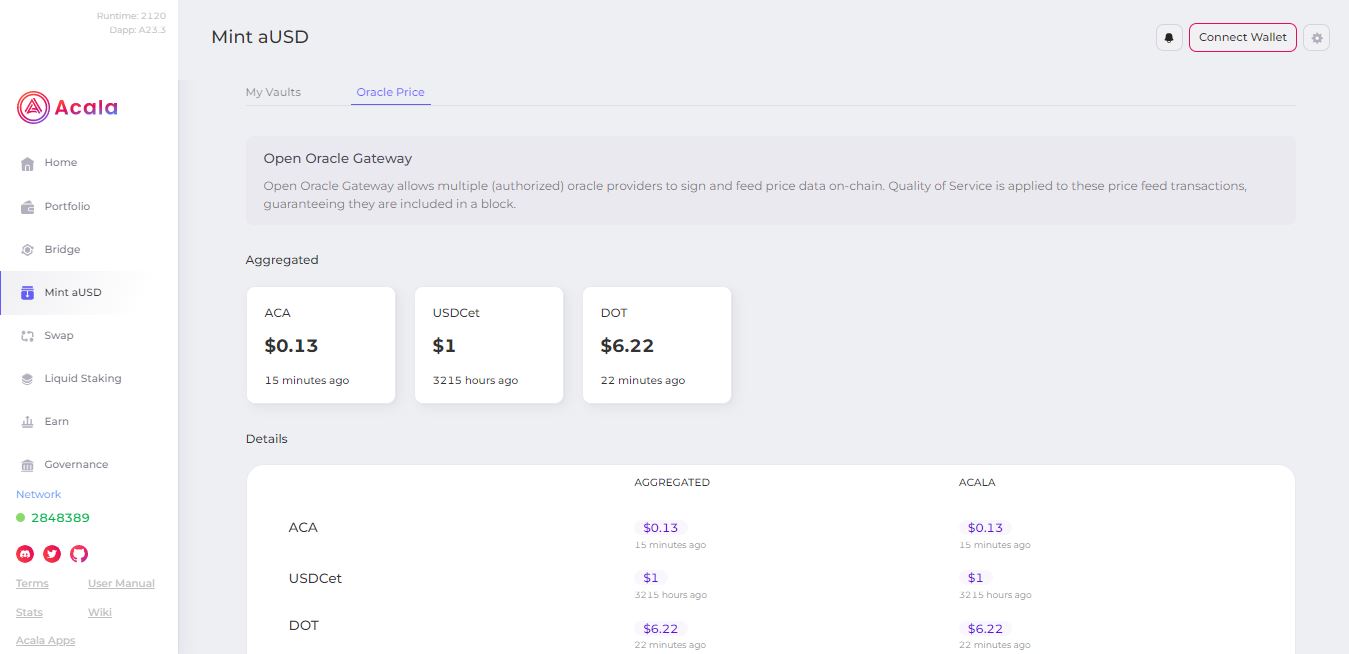 Runtime: 2120
Dapp: A23.3
Acala
Home
Portfolio
Bridge
Mint aUSD
Swap
Liquid Staking
Earn
Governance
Network
2848389
Terms User Manual
Stats Wiki
Acala Apps
Mint aUSD
Connect Wallet
My Vaults Oracle Price
Open Oracle Gateway
Open Oracle Gateway allows multiple (authorized) oracle providers to sign and feed price data on-chain. Quality of Service is applied to these price feed transactions,
guaranteeing they are included in a block.
Aggregated
ACA USDCet DOT
$0.13 $1 $6.22
15 minutes ago 3215 hours ago 22 minutes ago
Details
AGGREGATED ACALA
ACA $0.13 $0.13
15 minutes ago 15 minutes ago
USDCet $1 $1
3215 hours ago 3215 hours ago
DOT $6.22 $6.22
22 minutes ago 22 minutes ago